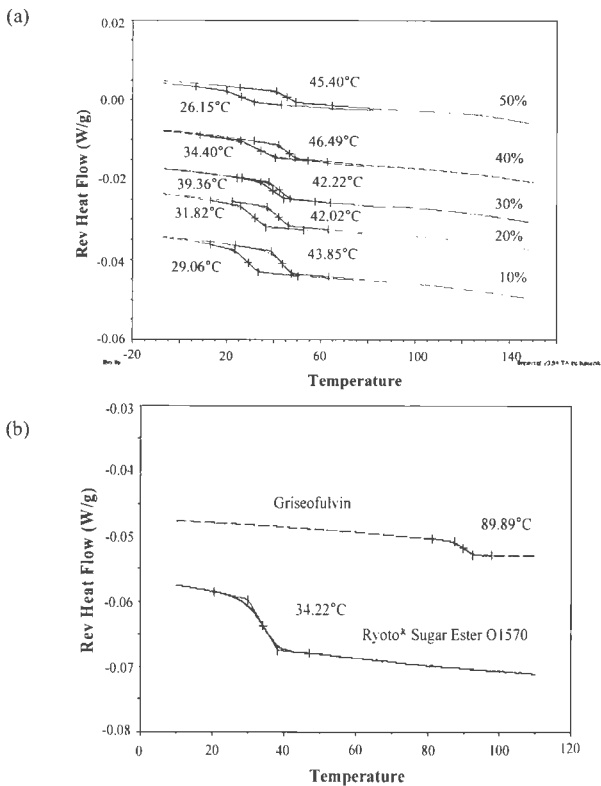 (a)
0.02
45.40°C
0.00
50%
26.15°C
46.49°C
34.40°C
40%
-0.02
39.36°C
42.22°C
30%
31.82°C
42.02°C
20%
-0.04
29.06°C
43.85°C
10%
-0.06
-20
20
60
100
140
Rev Heat Flow (W/g)
Temperature
(b)
-0.03
-0.04
Griseofulvin
89.89°C
-0.05
-0.06
34.22°C
Ryoto* Sugar Ester O1570
-0.07
-0.08
0
20
40
60
80
100
120
Rev Heat Flow (W/g)
Temperature